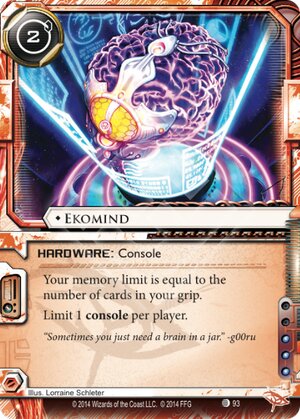 2
EKOMIND
HARDWARE: Console
Your memory limit is equal to the
number of cards in your grip.
Limit 1 console per player.
"Sometimes you just need a brain in a jar." -g00ru
Illus. Lorraine Schleter
© 2014 Wizards of the Coast LLC. © 2014 FFG
93